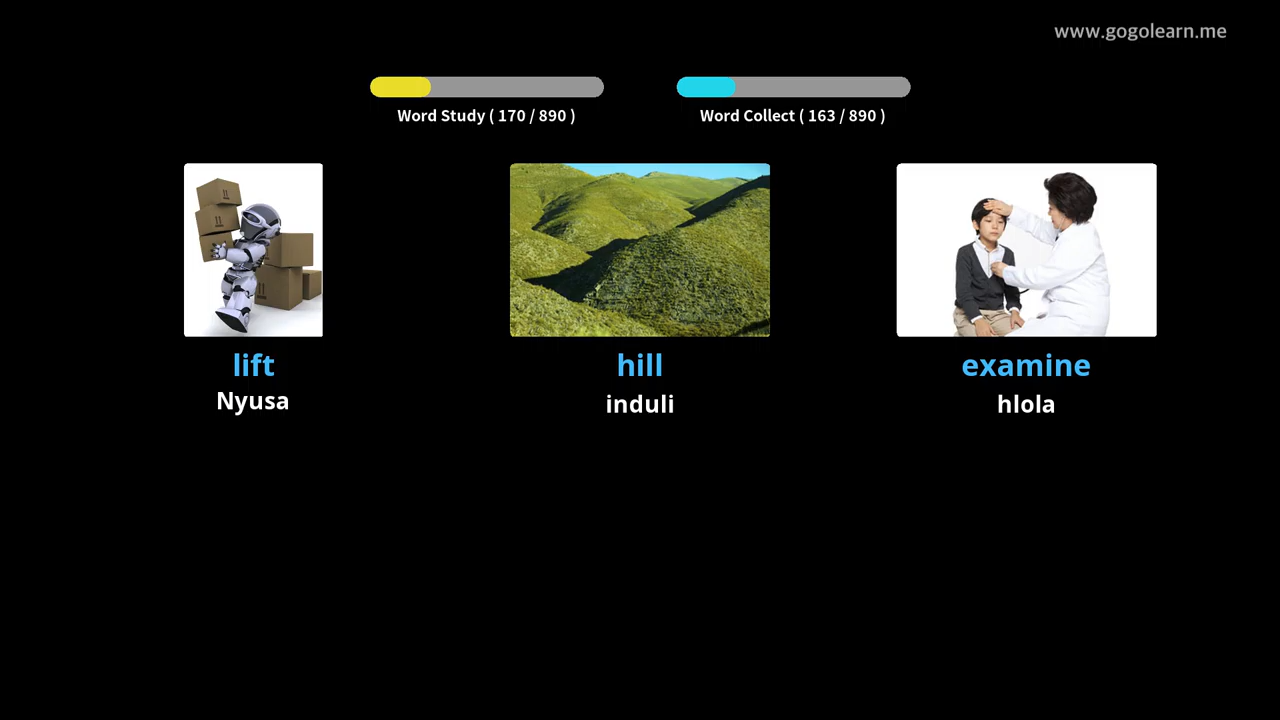 www.gogolearn.me
Word Study ( 170 / 890 )
Word Collect ( 163 / 890 )
lift
Nyusa
hill
induli
examine
hlola